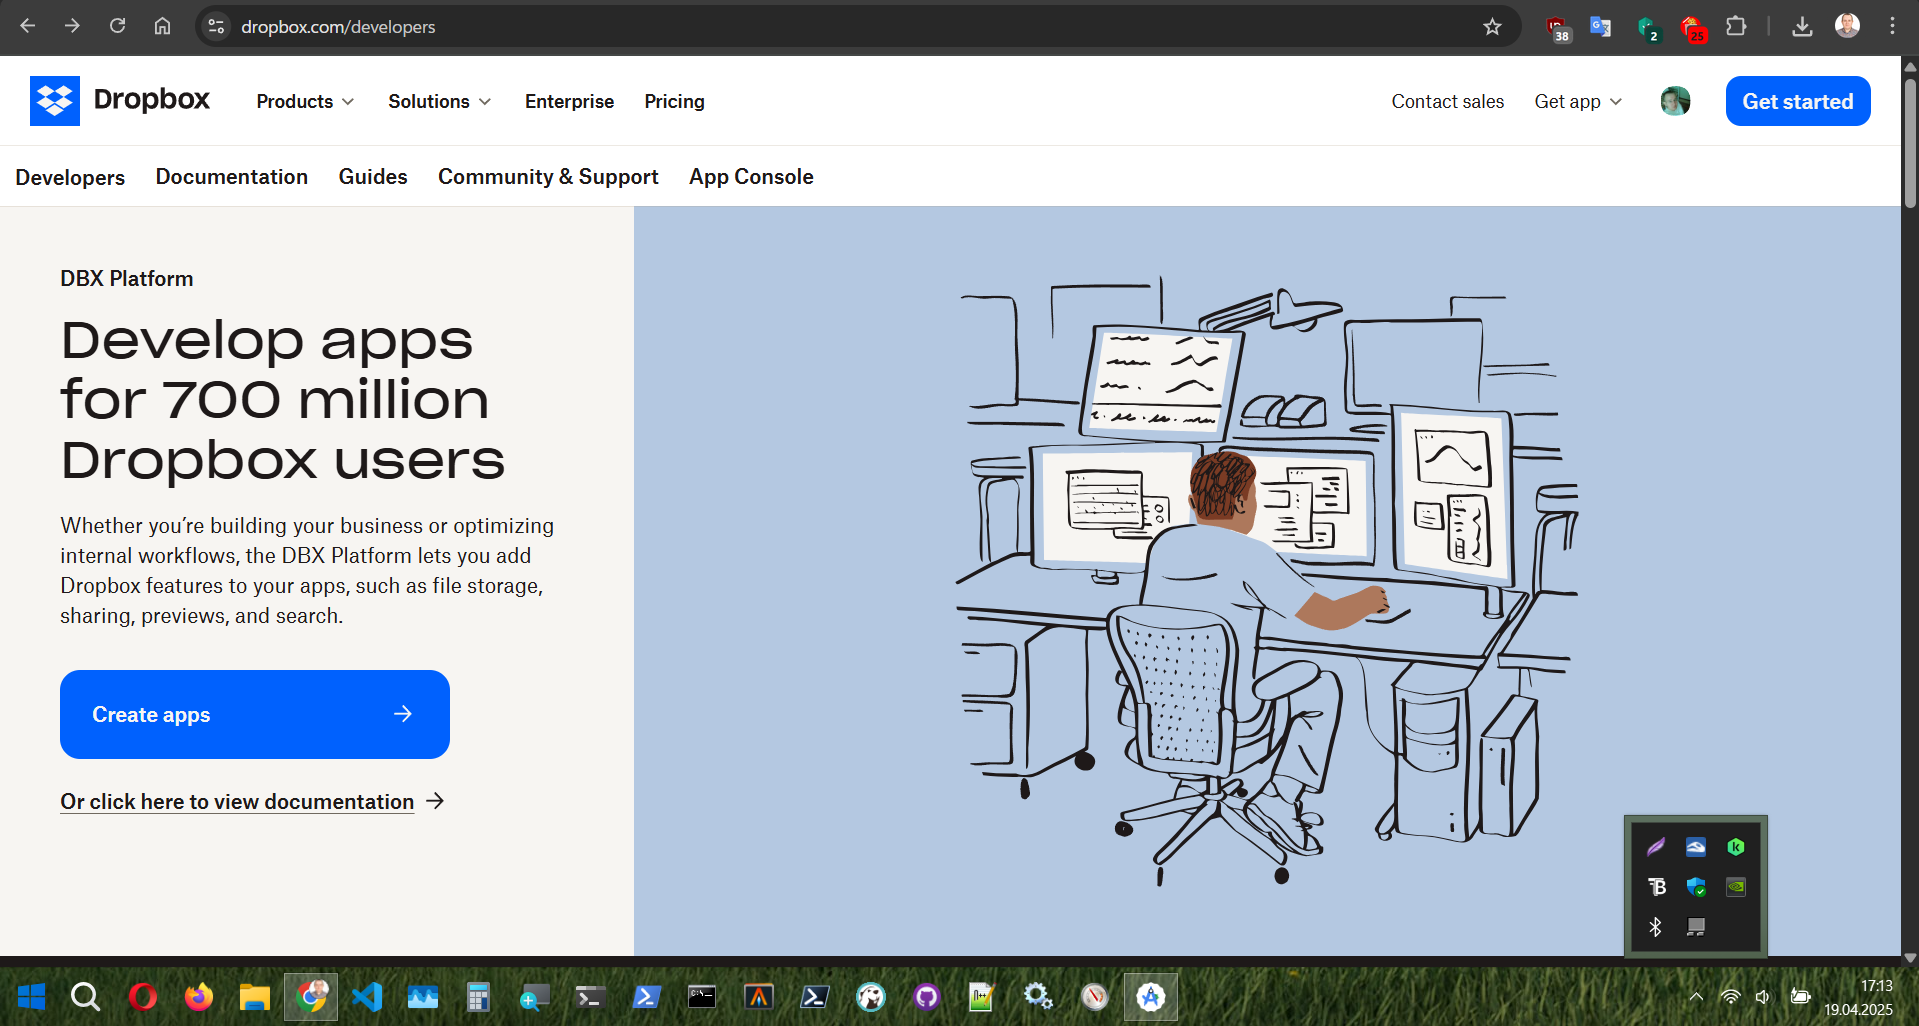 dropbox.com/developers
38
2
25
Dropbox
Products
Solutions
Enterprise
Pricing
Contact sales
Get app
Get started
Developers
Documentation
Guides
Community & Support
App Console
DBX Platform
Develop apps
for 700 million
Dropbox users
Whether you’re building your business or optimizing
internal workflows, the DBX Platform lets you add
Dropbox features to your apps, such as file storage,
sharing, previews, and search.
Create apps
Or click here to view documentation
17:13
19.04.2025